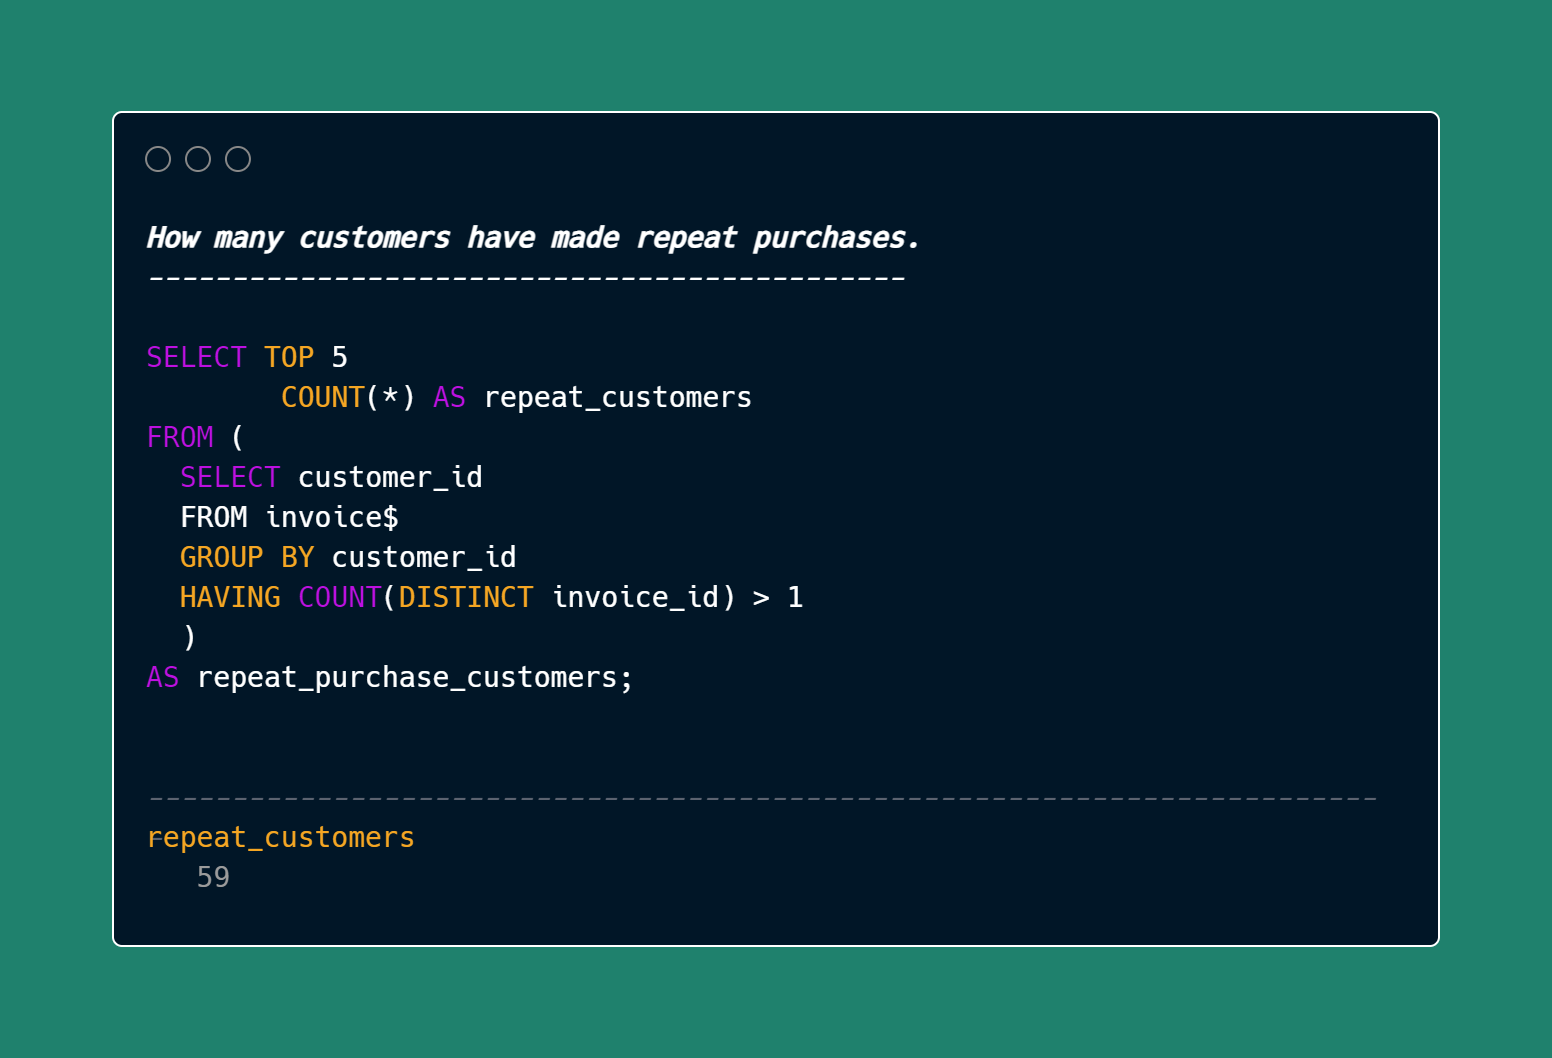 How many customers have made repeat purchases.
---------------------------------------------
SELECT TOP 5
COUNT(*) AS repeat_customers
FROM (
SELECT customer_id
FROM invoice$
GROUP BY customer_id
HAVING COUNT(DISTINCT invoice_id) > 1
)
AS repeat_purchase_customers;
-------------------------------------------------------------------------
repeat_customers
59